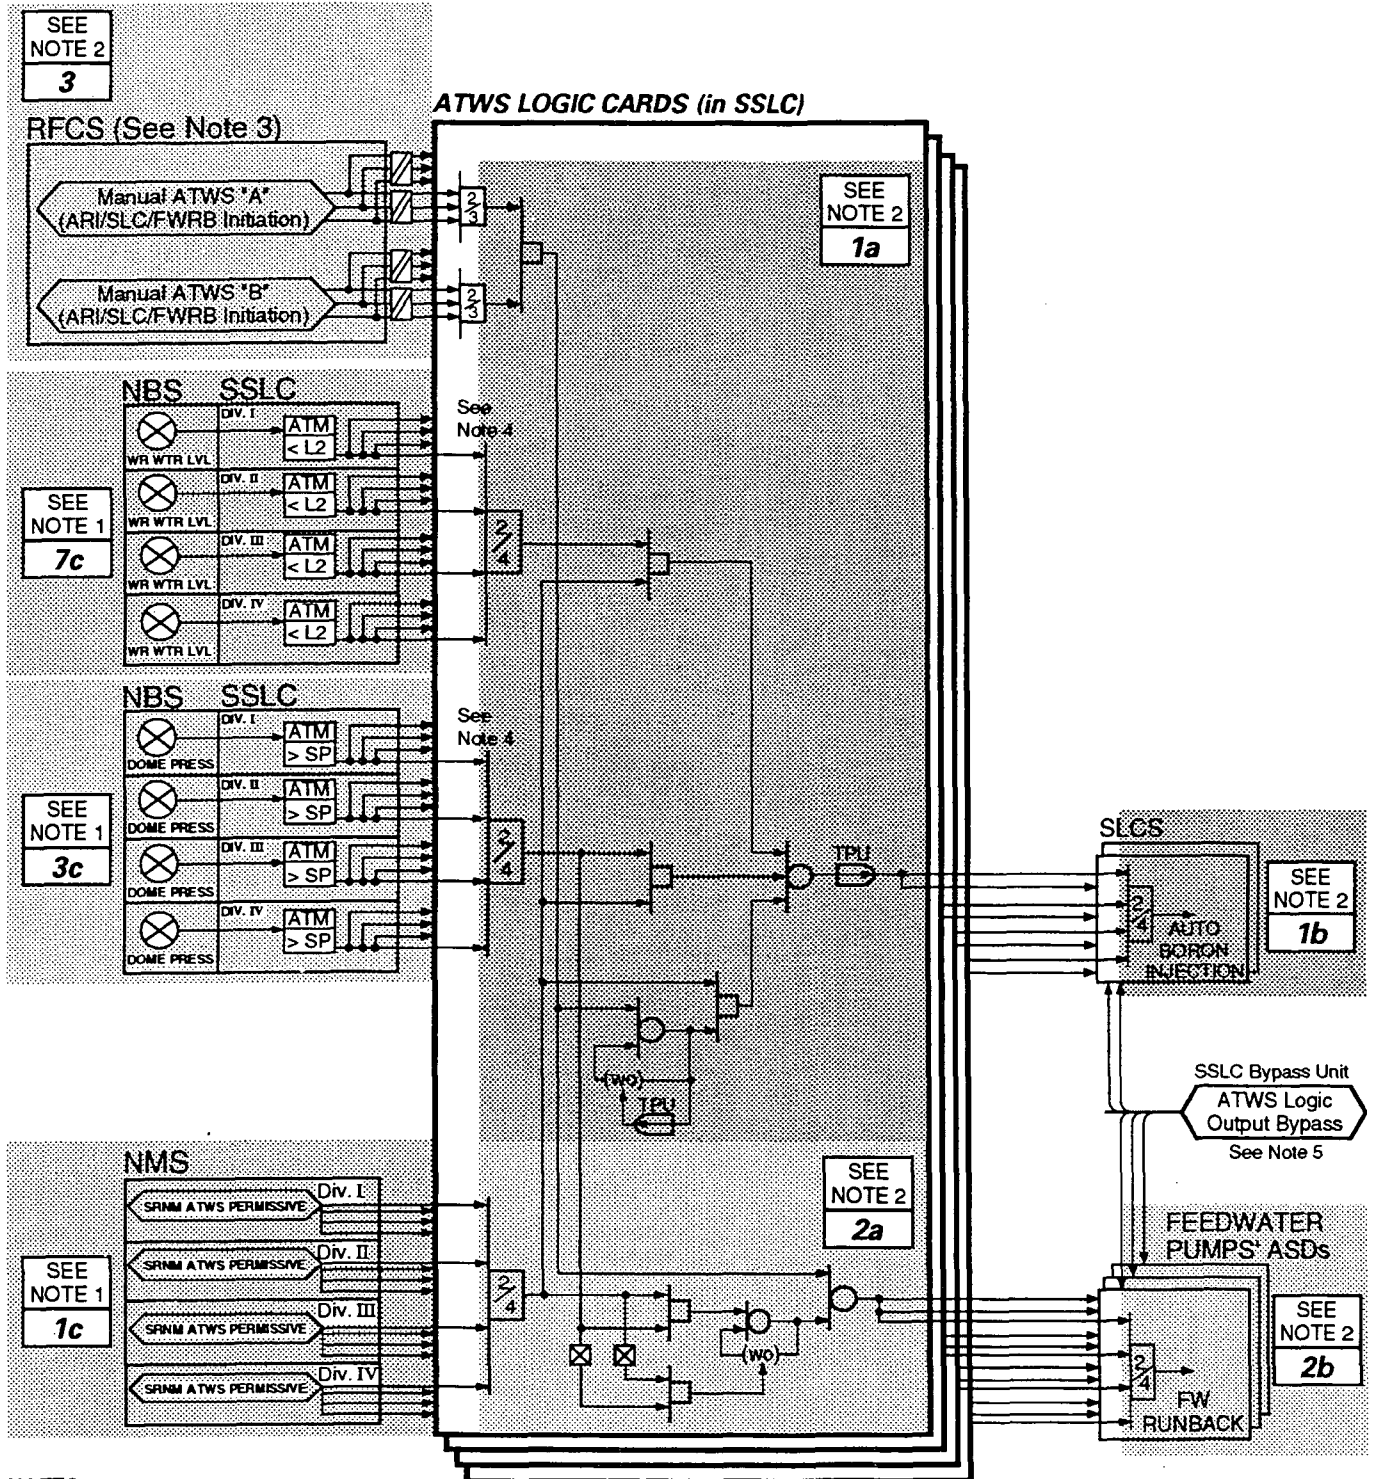 SEE
NOTE 2
3
ATWS LOGIC CARDS (in SSLC)
RFCS (See Note 3)
Manual ATWS "A"
(ARI/SLC/FWRB Initiation)
Manual ATWS "B"
(ARI/SLC/FWRB Initiation)
2/3
2/3
SEE
NOTE 2
1a
NBS SSLC
DIV. I
ATM
< L2
WR WTR LVL
DIV. II
ATM
< L2
WR WTR LVL
DIV. III
ATM
< L2
WR WTR LVL
DIV. IV
ATM
< L2
WR WTR LVL
SEE
NOTE 1
7c
See
Note 4
2/4
NBS SSLC
DIV. I
ATM
> SP
DOME PRESS
DIV. II
ATM
> SP
DOME PRESS
DIV. III
ATM
> SP
DOME PRESS
DIV. IV
ATM
> SP
DOME PRESS
SEE
NOTE 1
3c
See
Note 4
2/4
TPU
(WO)
TPU
SLCS
2/4
AUTO
BORON
INJECTION
SEE
NOTE 2
1b
SSLC Bypass Unit
ATWS Logic
Output Bypass
See Note 5
NMS
Div. I
SRNM ATWS PERMISSIVE
Div. II
SRNM ATWS PERMISSIVE
Div. III
SRNM ATWS PERMISSIVE
Div. IV
SRNM ATWS PERMISSIVE
SEE
NOTE 1
1c
2/4
SEE
NOTE 2
2a
(WO)
FEEDWATER
PUMPS' ASDs
2/4
FW
RUNBACK
SEE
NOTE 2
2b